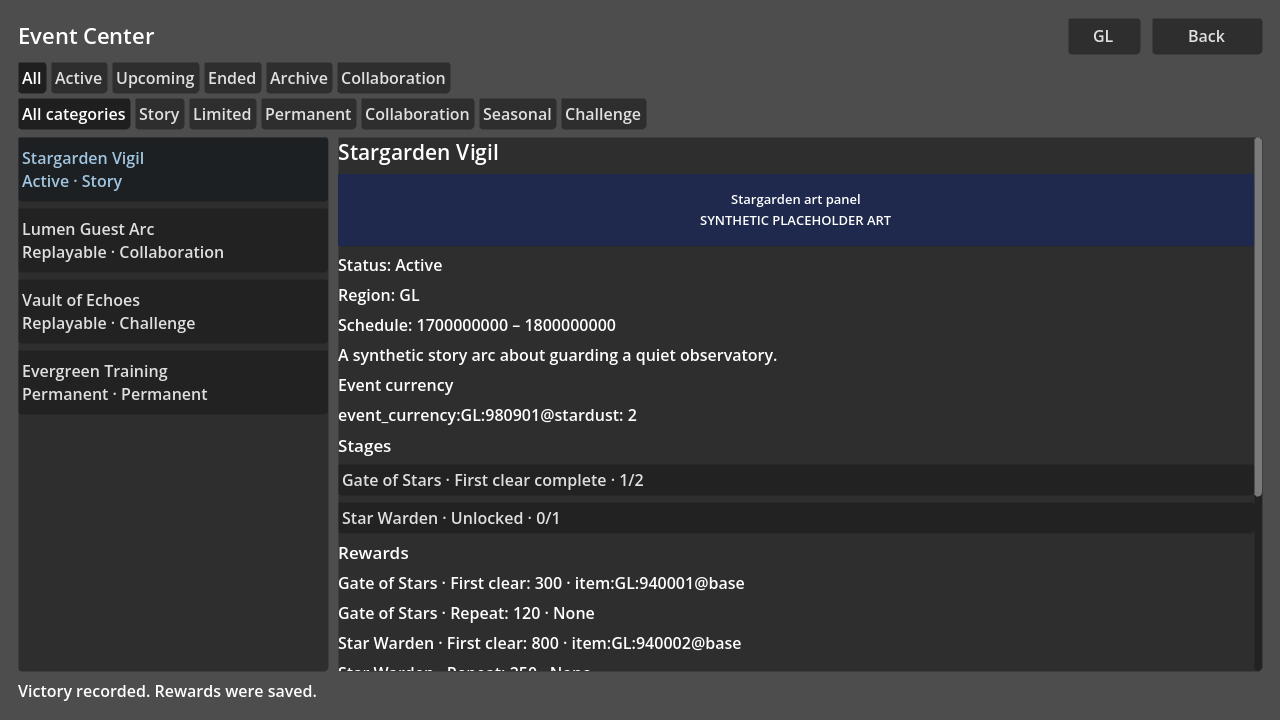 Event Center
GL
Back
All
Active
Upcoming
Ended
Archive
Collaboration
All categories
Story
Limited
Permanent
Collaboration
Seasonal
Challenge
Stargarden Vigil
Active · Story
Lumen Guest Arc
Replayable · Collaboration
Vault of Echoes
Replayable · Challenge
Evergreen Training
Permanent · Permanent
Stargarden Vigil
Stargarden art panel
SYNTHETIC PLACEHOLDER ART
Status: Active
Region: GL
Schedule: 1700000000 – 1800000000
A synthetic story arc about guarding a quiet observatory.
Event currency
event_currency:GL:980901@stardust: 2
Stages
Gate of Stars · First clear complete · 1/2
Star Warden · Unlocked · 0/1
Rewards
Gate of Stars · First clear: 300 · item:GL:940001@base
Gate of Stars · Repeat: 120 · None
Star Warden · First clear: 800 · item:GL:940002@base
Star Warden · Repeat: 350 · None
Victory recorded. Rewards were saved.